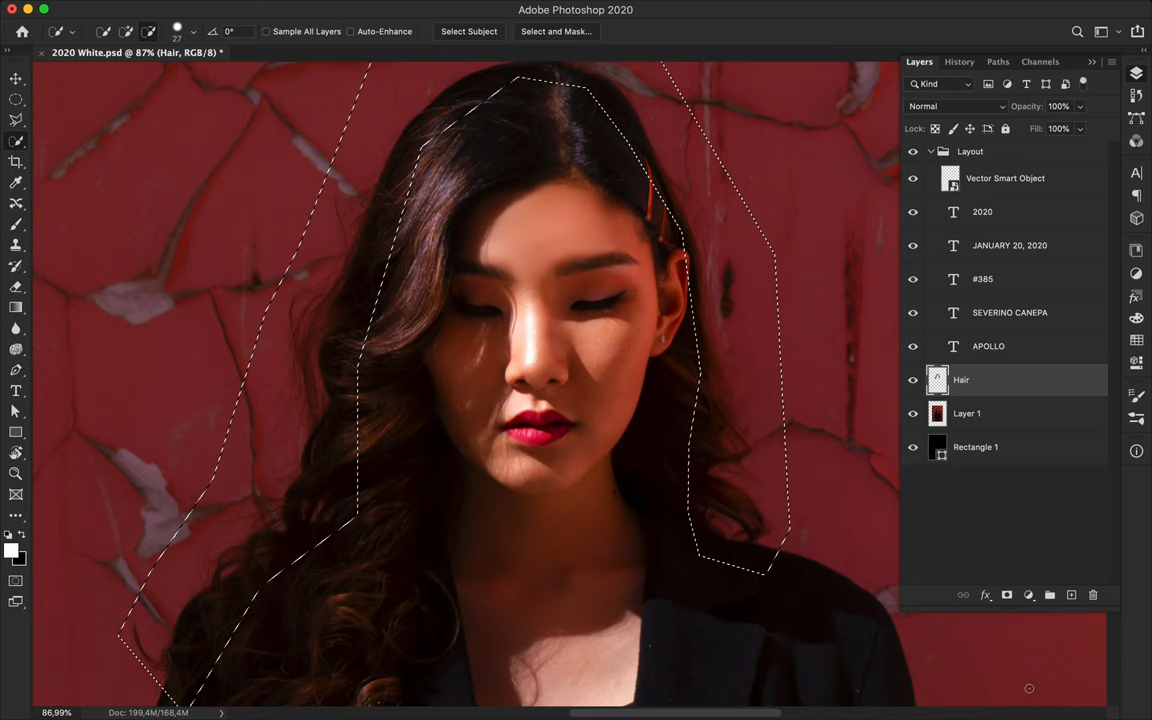 Adobe Photoshop 2020
27
0°
Sample All Layers
Auto-Enhance
Select Subject
Select and Mask...
2020 White.psd @ 87% (Hair, RGB/8) *
Layers
History
Paths
Channels
Kind
Normal
Opacity: 100%
Lock:
Fill: 100%
Layout
Vector Smart Object
2020
JANUARY 20, 2020
#385
SEVERINO CANEPA
APOLLO
Hair
Layer 1
Rectangle 1
86,99%
Doc: 199,4M/168,4M